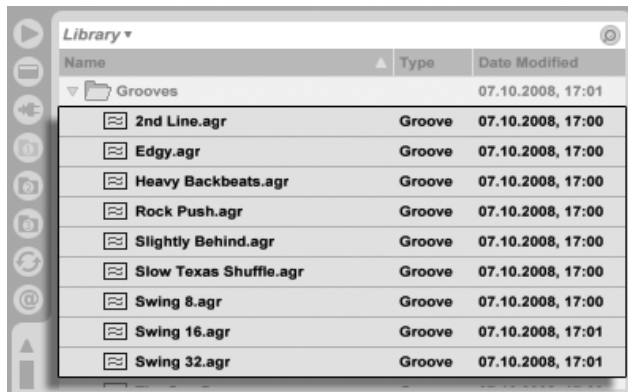 Library
Name Type Date Modified
Grooves 07.10.2008, 17:01
2nd Line.agr Groove 07.10.2008, 17:00
Edgy.agr Groove 07.10.2008, 17:00
Heavy Backbeats.agr Groove 07.10.2008, 17:00
Rock Push.agr Groove 07.10.2008, 17:00
Slightly Behind.agr Groove 07.10.2008, 17:00
Slow Texas Shuffle.agr Groove 07.10.2008, 17:00
Swing 8.agr Groove 07.10.2008, 17:00
Swing 16.agr Groove 07.10.2008, 17:01
Swing 32.agr Groove 07.10.2008, 17:01
1
2
3
@